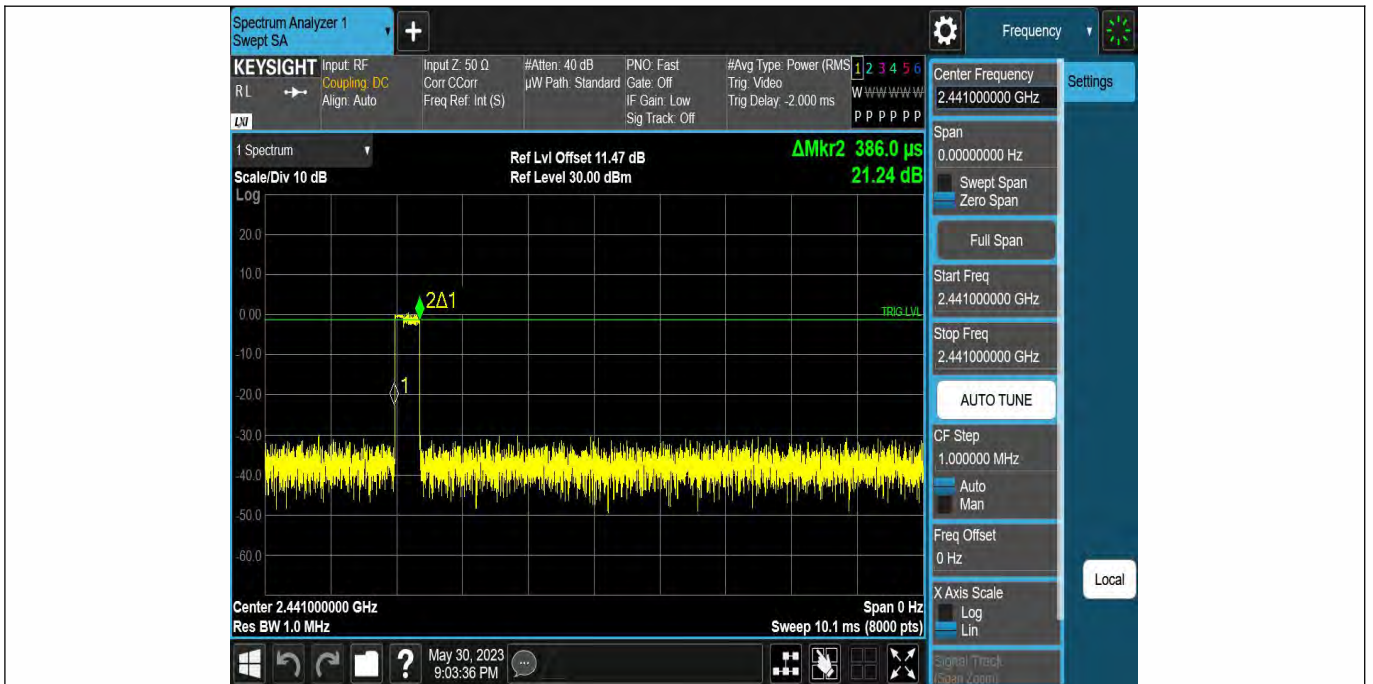 Spectrum Analyzer 1
Swept SA
Frequency
KEYSIGHT
RL
LXI
Input: RF
Coupling: DC
Align: Auto
Input Z: 50 Ω
Corr CCorr
Freq Ref: Int (S)
#Atten: 40 dB
µW Path: Standard
PNO: Fast
Gate: Off
IF Gain: Low
Sig Track: Off
#Avg Type: Power (RMS
Trig: Video
Trig Delay: -2.000 ms
1 2 3 4 5 6
W W W W W W
P P P P P P
1 Spectrum
Scale/Div 10 dB
Log
Ref Lvl Offset 11.47 dB
Ref Level 30.00 dBm
ΔMkr2 386.0 µs
21.24 dB
20.0
10.0
0.00
-10.0
-20.0
-30.0
-40.0
-50.0
-60.0
2Δ1
1
TRIG LVL
Center 2.441000000 GHz
Res BW 1.0 MHz
Span 0 Hz
Sweep 10.1 ms (8000 pts)
?
May 30, 2023
9:03:36 PM
Center Frequency
2.441000000 GHz
Settings
Span
0.00000000 Hz
Swept Span
Zero Span
Full Span
Start Freq
2.441000000 GHz
Stop Freq
2.441000000 GHz
AUTO TUNE
CF Step
1.000000 MHz
Auto
Man
Freq Offset
0 Hz
X Axis Scale
Log
Lin
Local
Signal Track
(Span Zoom)